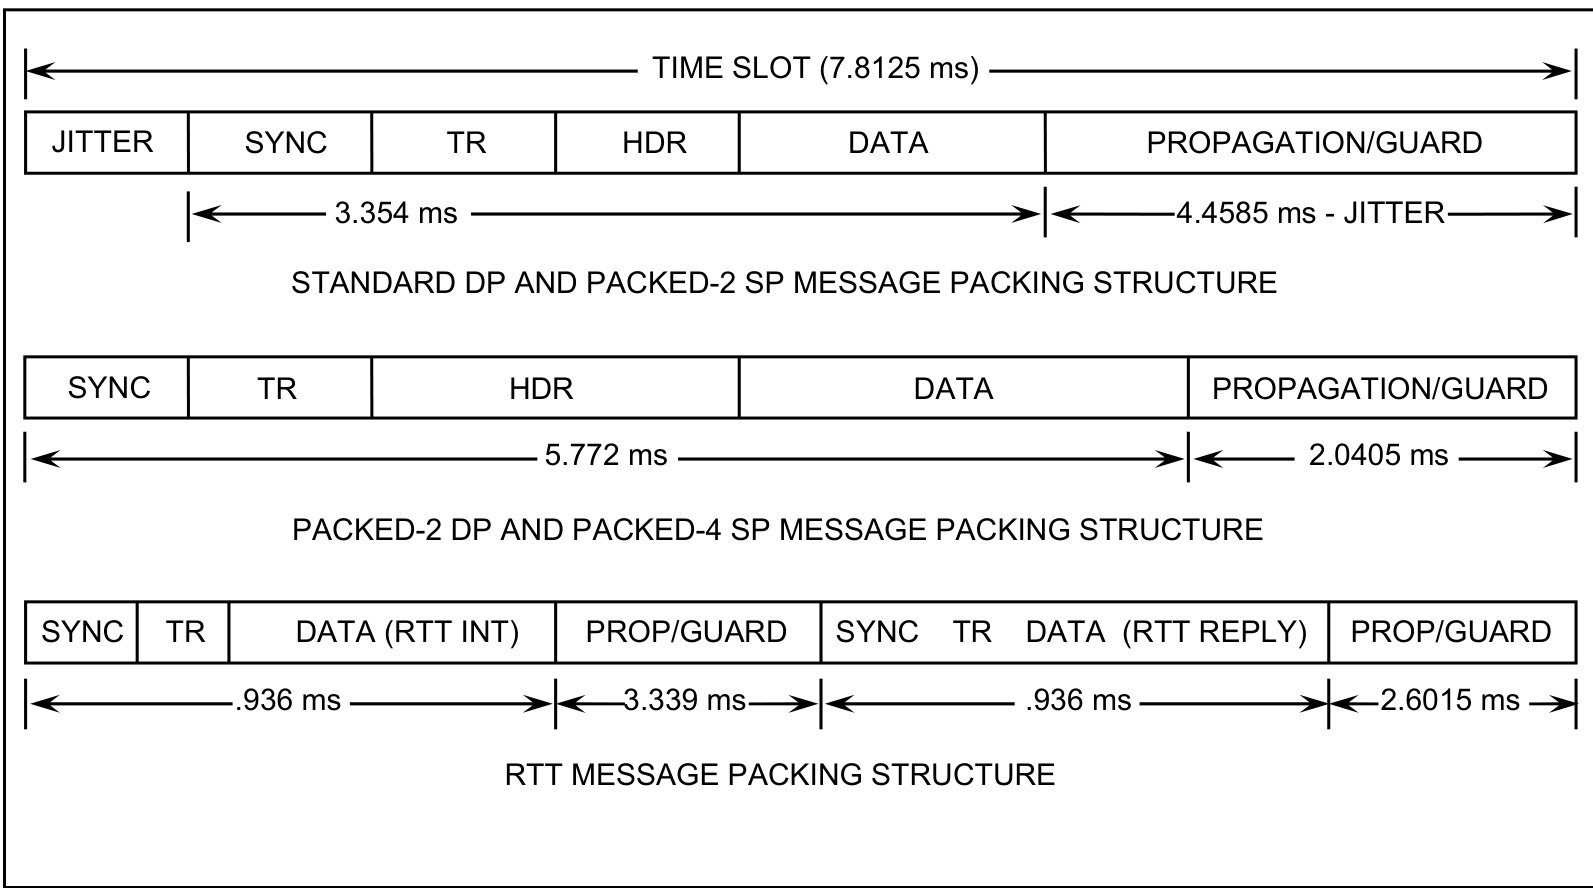 TIME SLOT (7.8125 ms)
JITTER SYNC TR HDR DATA PROPAGATION/GUARD
3.354 ms 4.4585 ms - JITTER
STANDARD DP AND PACKED-2 SP MESSAGE PACKING STRUCTURE
SYNC TR HDR DATA PROPAGATION/GUARD
5.772 ms 2.0405 ms
PACKED-2 DP AND PACKED-4 SP MESSAGE PACKING STRUCTURE
SYNC TR DATA (RTT INT) PROP/GUARD SYNC TR DATA (RTT REPLY) PROP/GUARD
.936 ms 3.339 ms .936 ms 2.6015 ms
RTT MESSAGE PACKING STRUCTURE